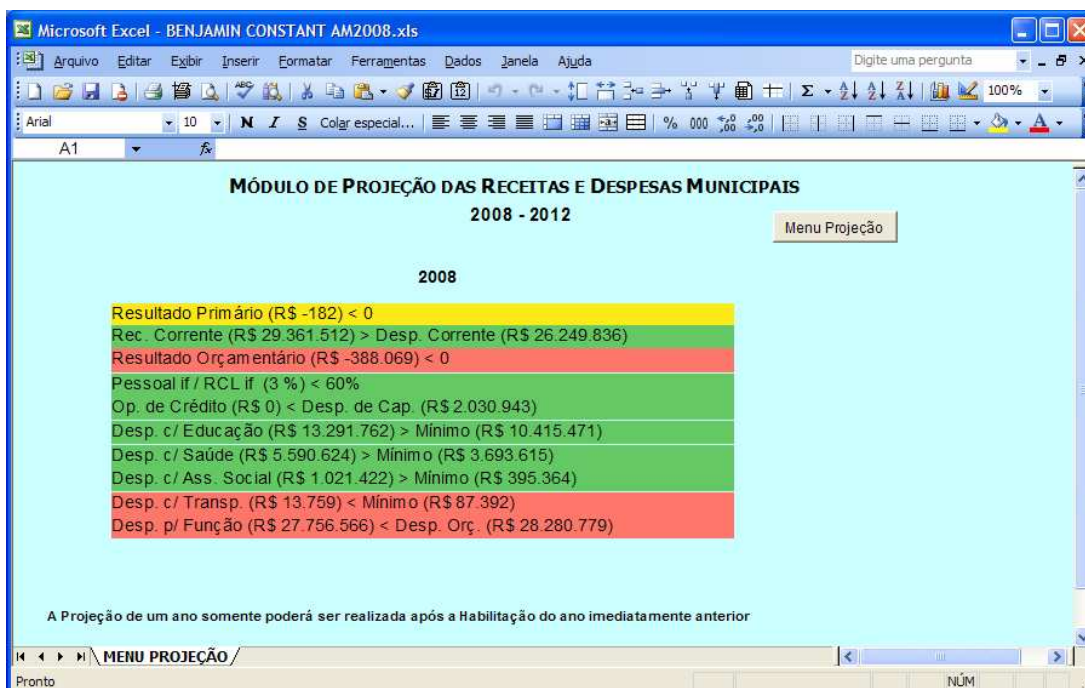 Microsoft Excel - BENJAMIN CONSTANT AM2008.xls
Arquivo Editar Exibir Inserir Formatar Ferramentas Dados Janela Ajuda Digite uma pergunta
100%
Arial 10 N I S Colar especial... % 000
A1 fx
MÓDULO DE PROJEÇÃO DAS RECEITAS E DESPESAS MUNICIPAIS
2008 - 2012
Menu Projeção
2008
Resultado Primário (R$ -182) < 0
Rec. Corrente (R$ 29.361.512) > Desp. Corrente (R$ 26.249.836)
Resultado Orçamentário (R$ -388.069) < 0
Pessoal if / RCL if (3 %) < 60%
Op. de Crédito (R$ 0) < Desp. de Cap. (R$ 2.030.943)
Desp. c/ Educação (R$ 13.291.762) > Mínimo (R$ 10.415.471)
Desp. c/ Saúde (R$ 5.590.624) > Mínimo (R$ 3.693.615)
Desp. c/ Ass. Social (R$ 1.021.422) > Mínimo (R$ 395.364)
Desp. c/ Transp. (R$ 13.759) < Mínimo (R$ 87.392)
Desp. p/ Função (R$ 27.756.566) < Desp. Orç. (R$ 28.280.779)
A Projeção de um ano somente poderá ser realizada após a Habilitação do ano imediatamente anterior
MENU PROJEÇÃO
Pronto NÚM